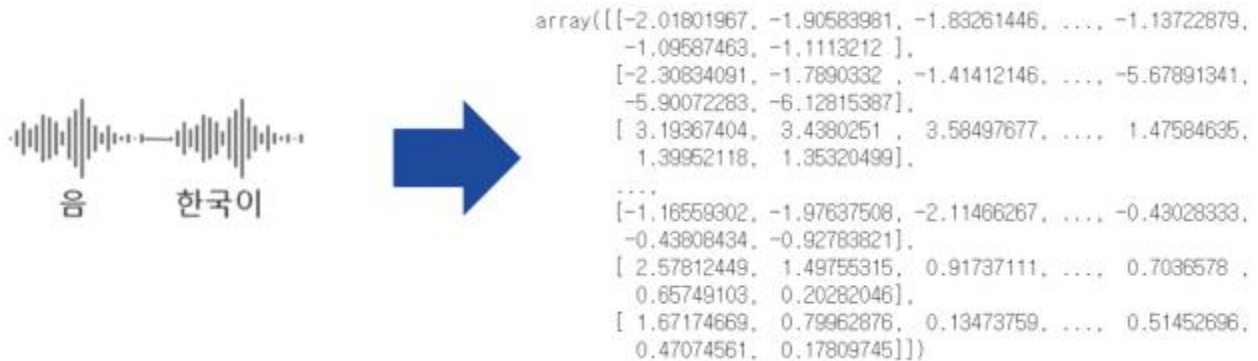 음 한국이
array([[-2.01801967, -1.90583981, -1.83261446, ..., -1.13722879,
-1.09587463, -1.1113212 ],
[-2.30834091, -1.7890332 , -1.41412146, ..., -5.67891341,
-5.90072283, -6.12815387],
[ 3.19367404, 3.4380251 , 3.58497677, ..., 1.47584635,
1.39952118, 1.35320499],
...,
[-1.16559302, -1.97637508, -2.11466267, ..., -0.43028333,
-0.43808434, -0.92783821],
[ 2.57812449, 1.49755315, 0.91737111, ..., 0.7036578 ,
0.65749103, 0.20282046],
[ 1.67174669, 0.79962876, 0.13473759, ..., 0.51452696,
0.47074561, 0.17809745]])